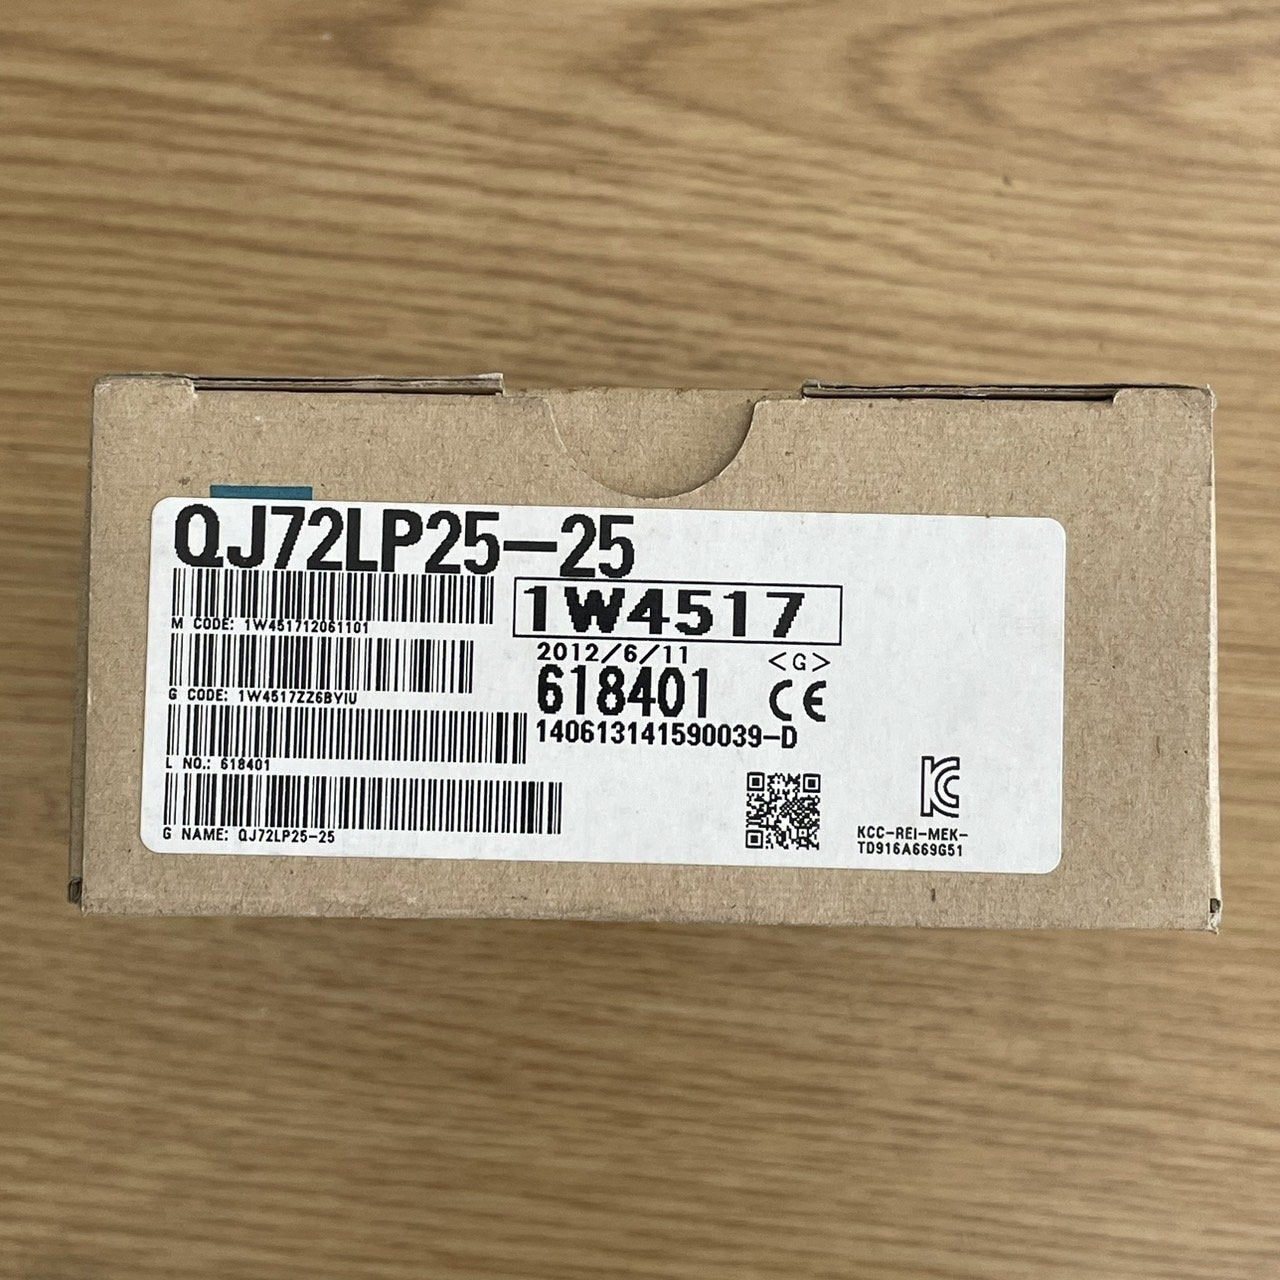 QJ72LP25-25
M CODE: 1W451712061101
1W4517
2012/6/11 <G>
G CODE: 1W4517ZZ6BYIU
618401 CE
140613141590039-D
L NO.: 618401
G NAME: QJ72LP25-25
KCC-REI-MEK-
TD916A669G51